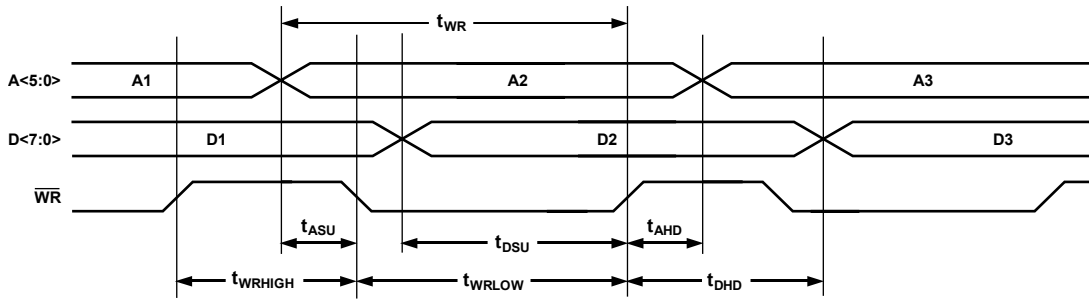 tWR
A<5:0> A1 A2 A3
D<7:0> D1 D2 D3
WR
tASU tDSU tAHD
tWRHIGH tWRLOW tDHD